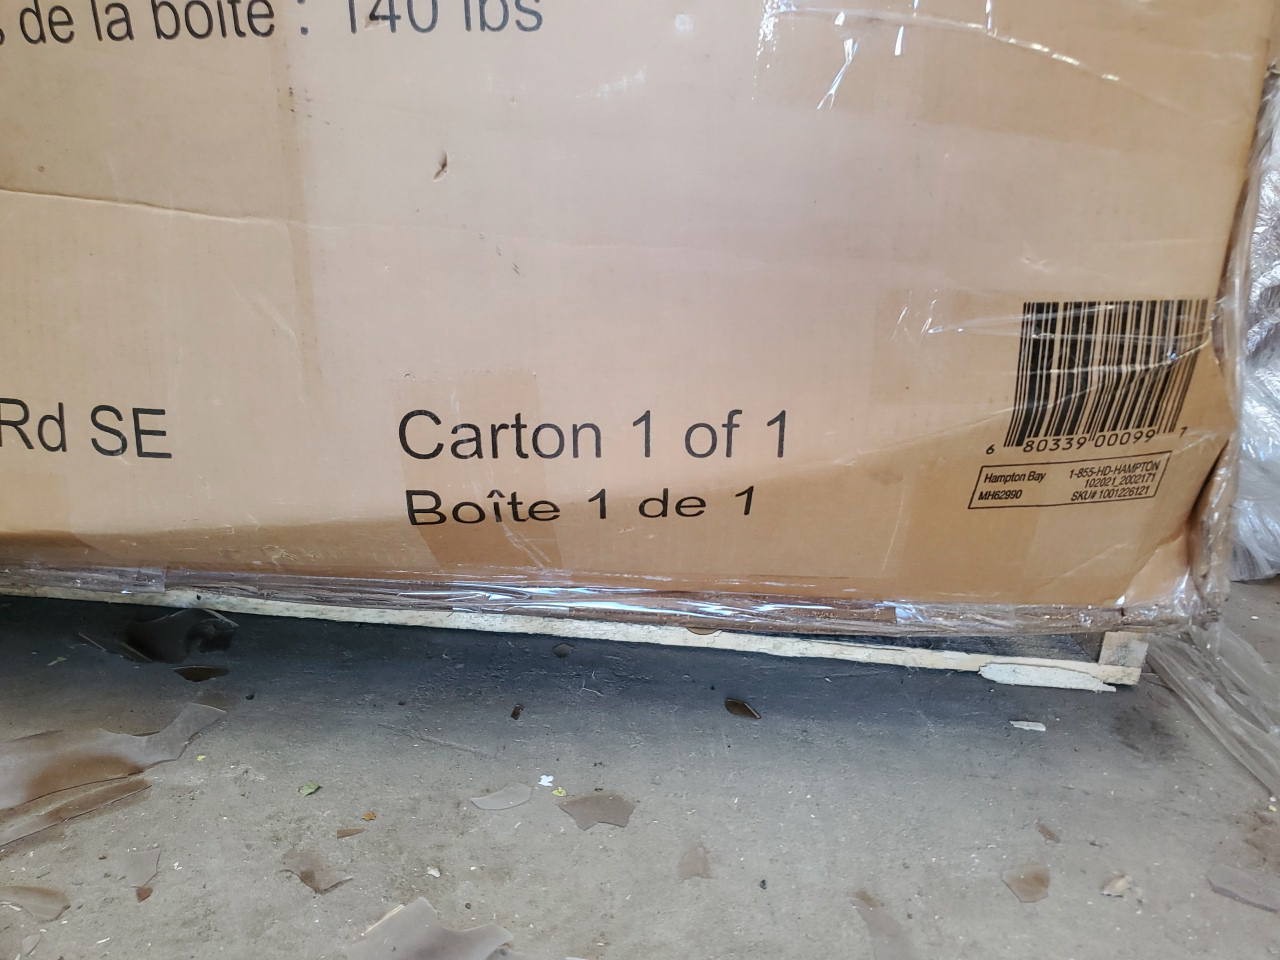 de la boîte : 140 lbs
Rd SE
Carton 1 of 1
Boîte 1 de 1
6 80339 00099 7
Hampton Bay 1-855-HD-HAMPTON
102021_2002171
MH62990 SKU# 1001226121